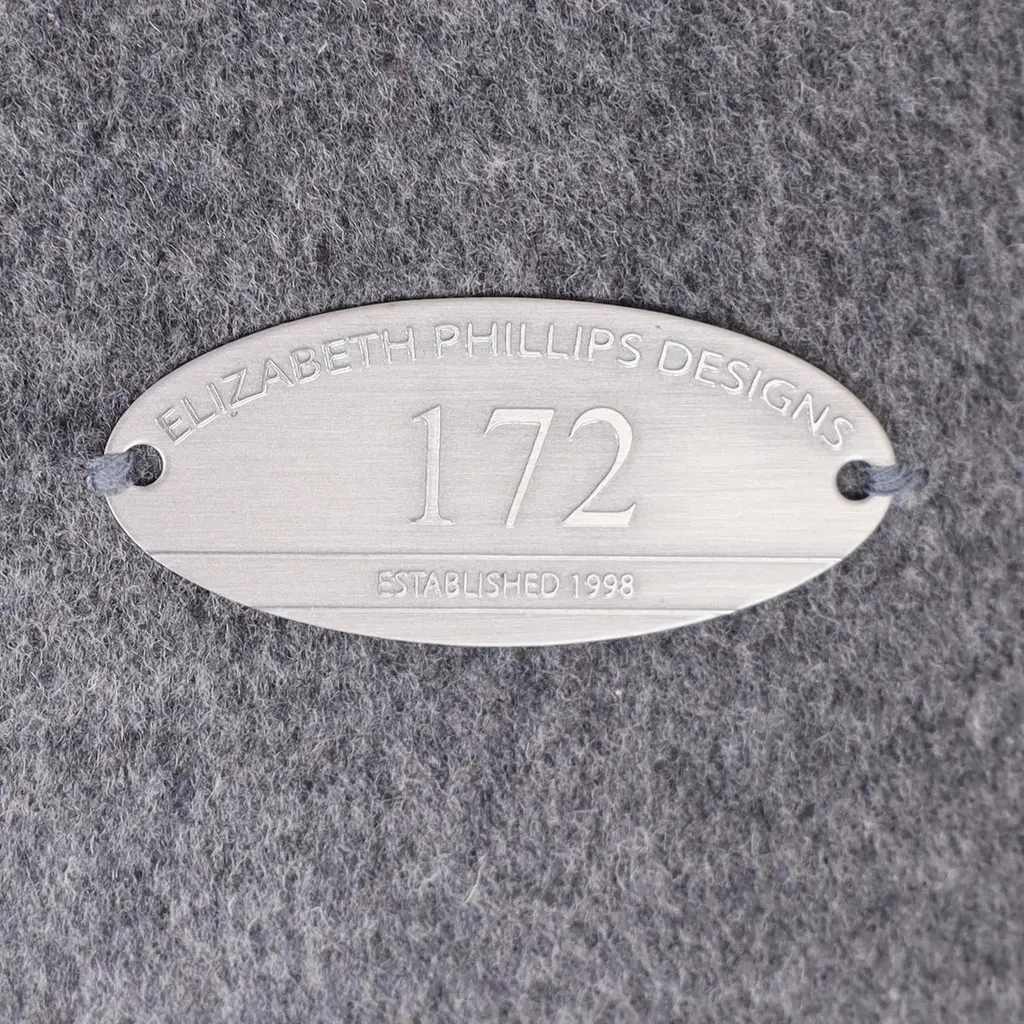 ELIZABETH PHILLIPS DESIGNS
172
ESTABLISHED 1998